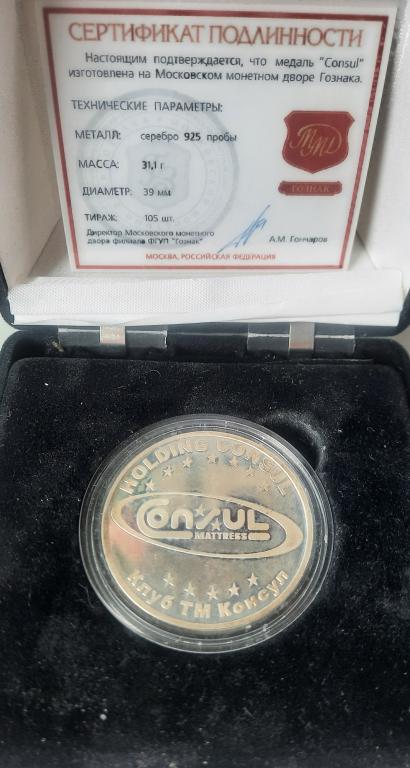 СЕРТИФИКАТ ПОДЛИННОСТИ
Настоящим подтверждается, что медаль "Consul"
изготовлена на Московском монетном дворе Гознака.
ТЕХНИЧЕСКИЕ ПАРАМЕТРЫ:
МЕТАЛЛ: серебро 925 пробы
МАССА: 31,1 г
ДИАМЕТР: 39 мм
ТИРАЖ: 105 шт.
ММД
ГОЗНАК
Директор Московского монетного
двора филиала ФГУП "Гознак" А.М. Гончаров
МОСКВА, РОССИЙСКАЯ ФЕДЕРАЦИЯ
HOLDING CONSUL
CONSUL
MATTRESS
Клуб ТМ Консул